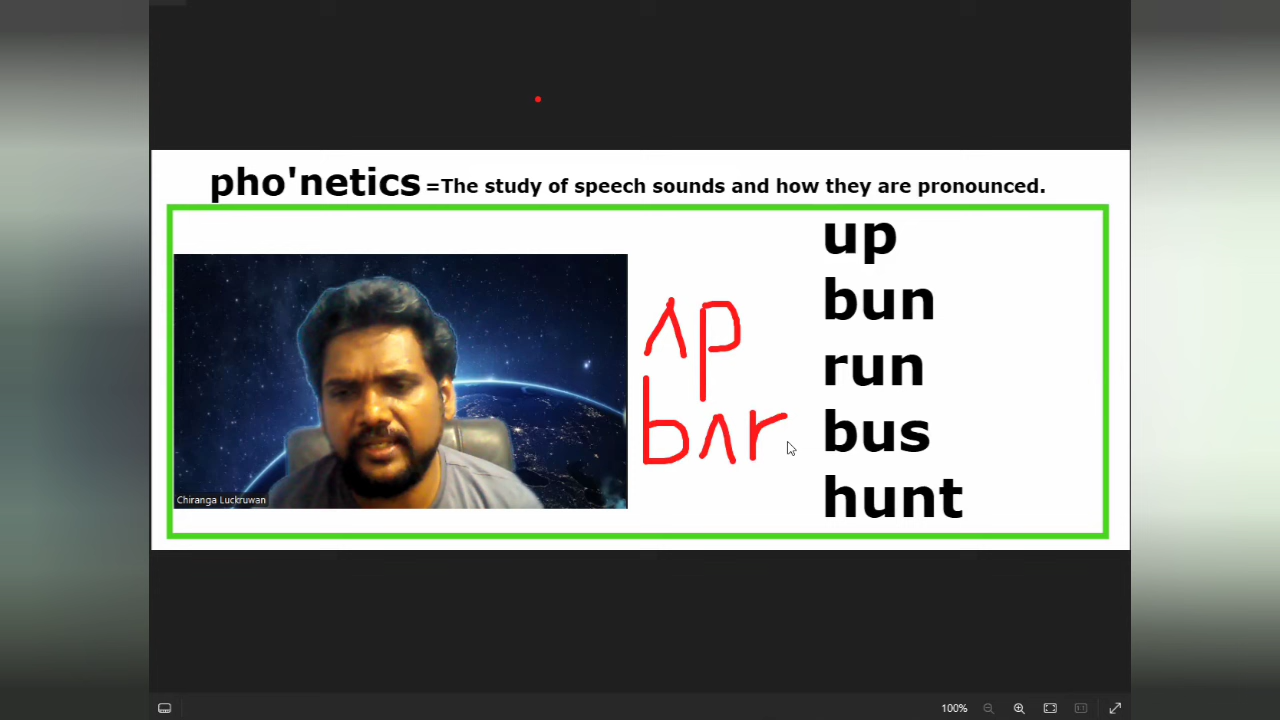 pho'netics =The study of speech sounds and how they are pronounced.
up
bun
run
bus
hunt
ʌp
bʌr
Chiranga Luckruwan
100%